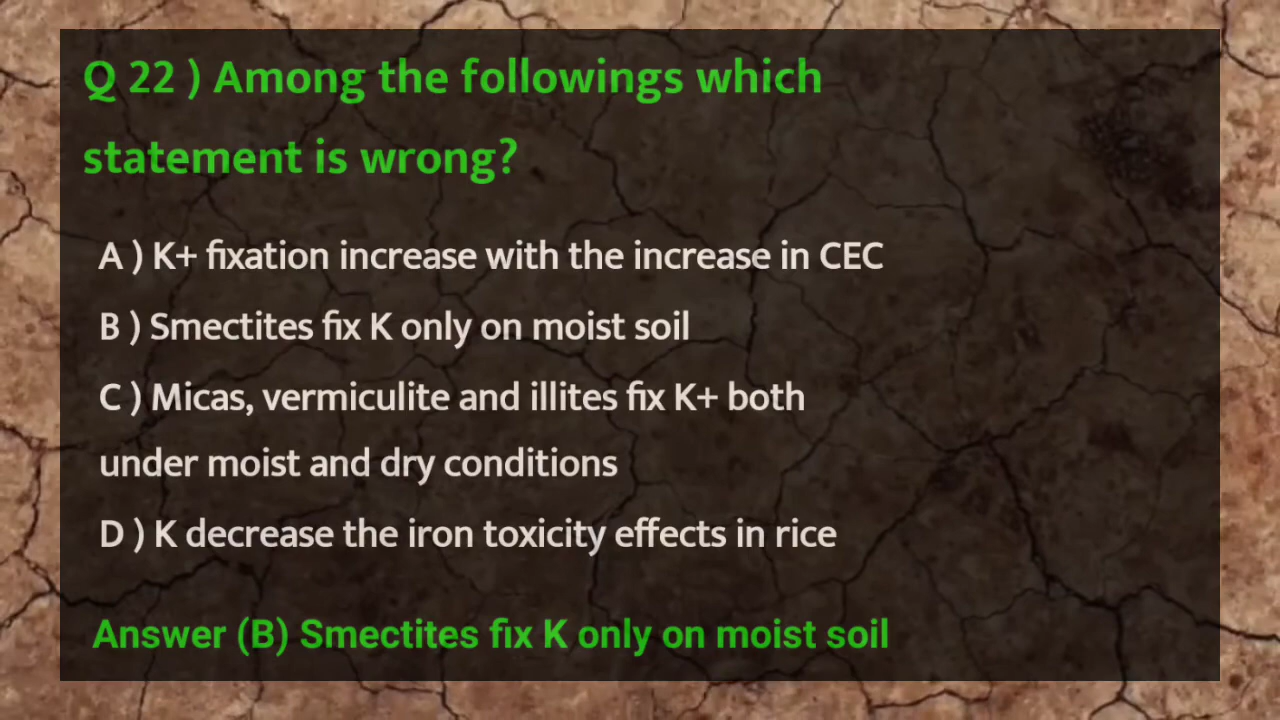 Q 22 ) Among the followings which
statement is wrong?
A ) K+ fixation increase with the increase in CEC
B ) Smectites fix K only on moist soil
C ) Micas, vermiculite and illites fix K+ both
under moist and dry conditions
D ) K decrease the iron toxicity effects in rice
Answer (B) Smectites fix K only on moist soil